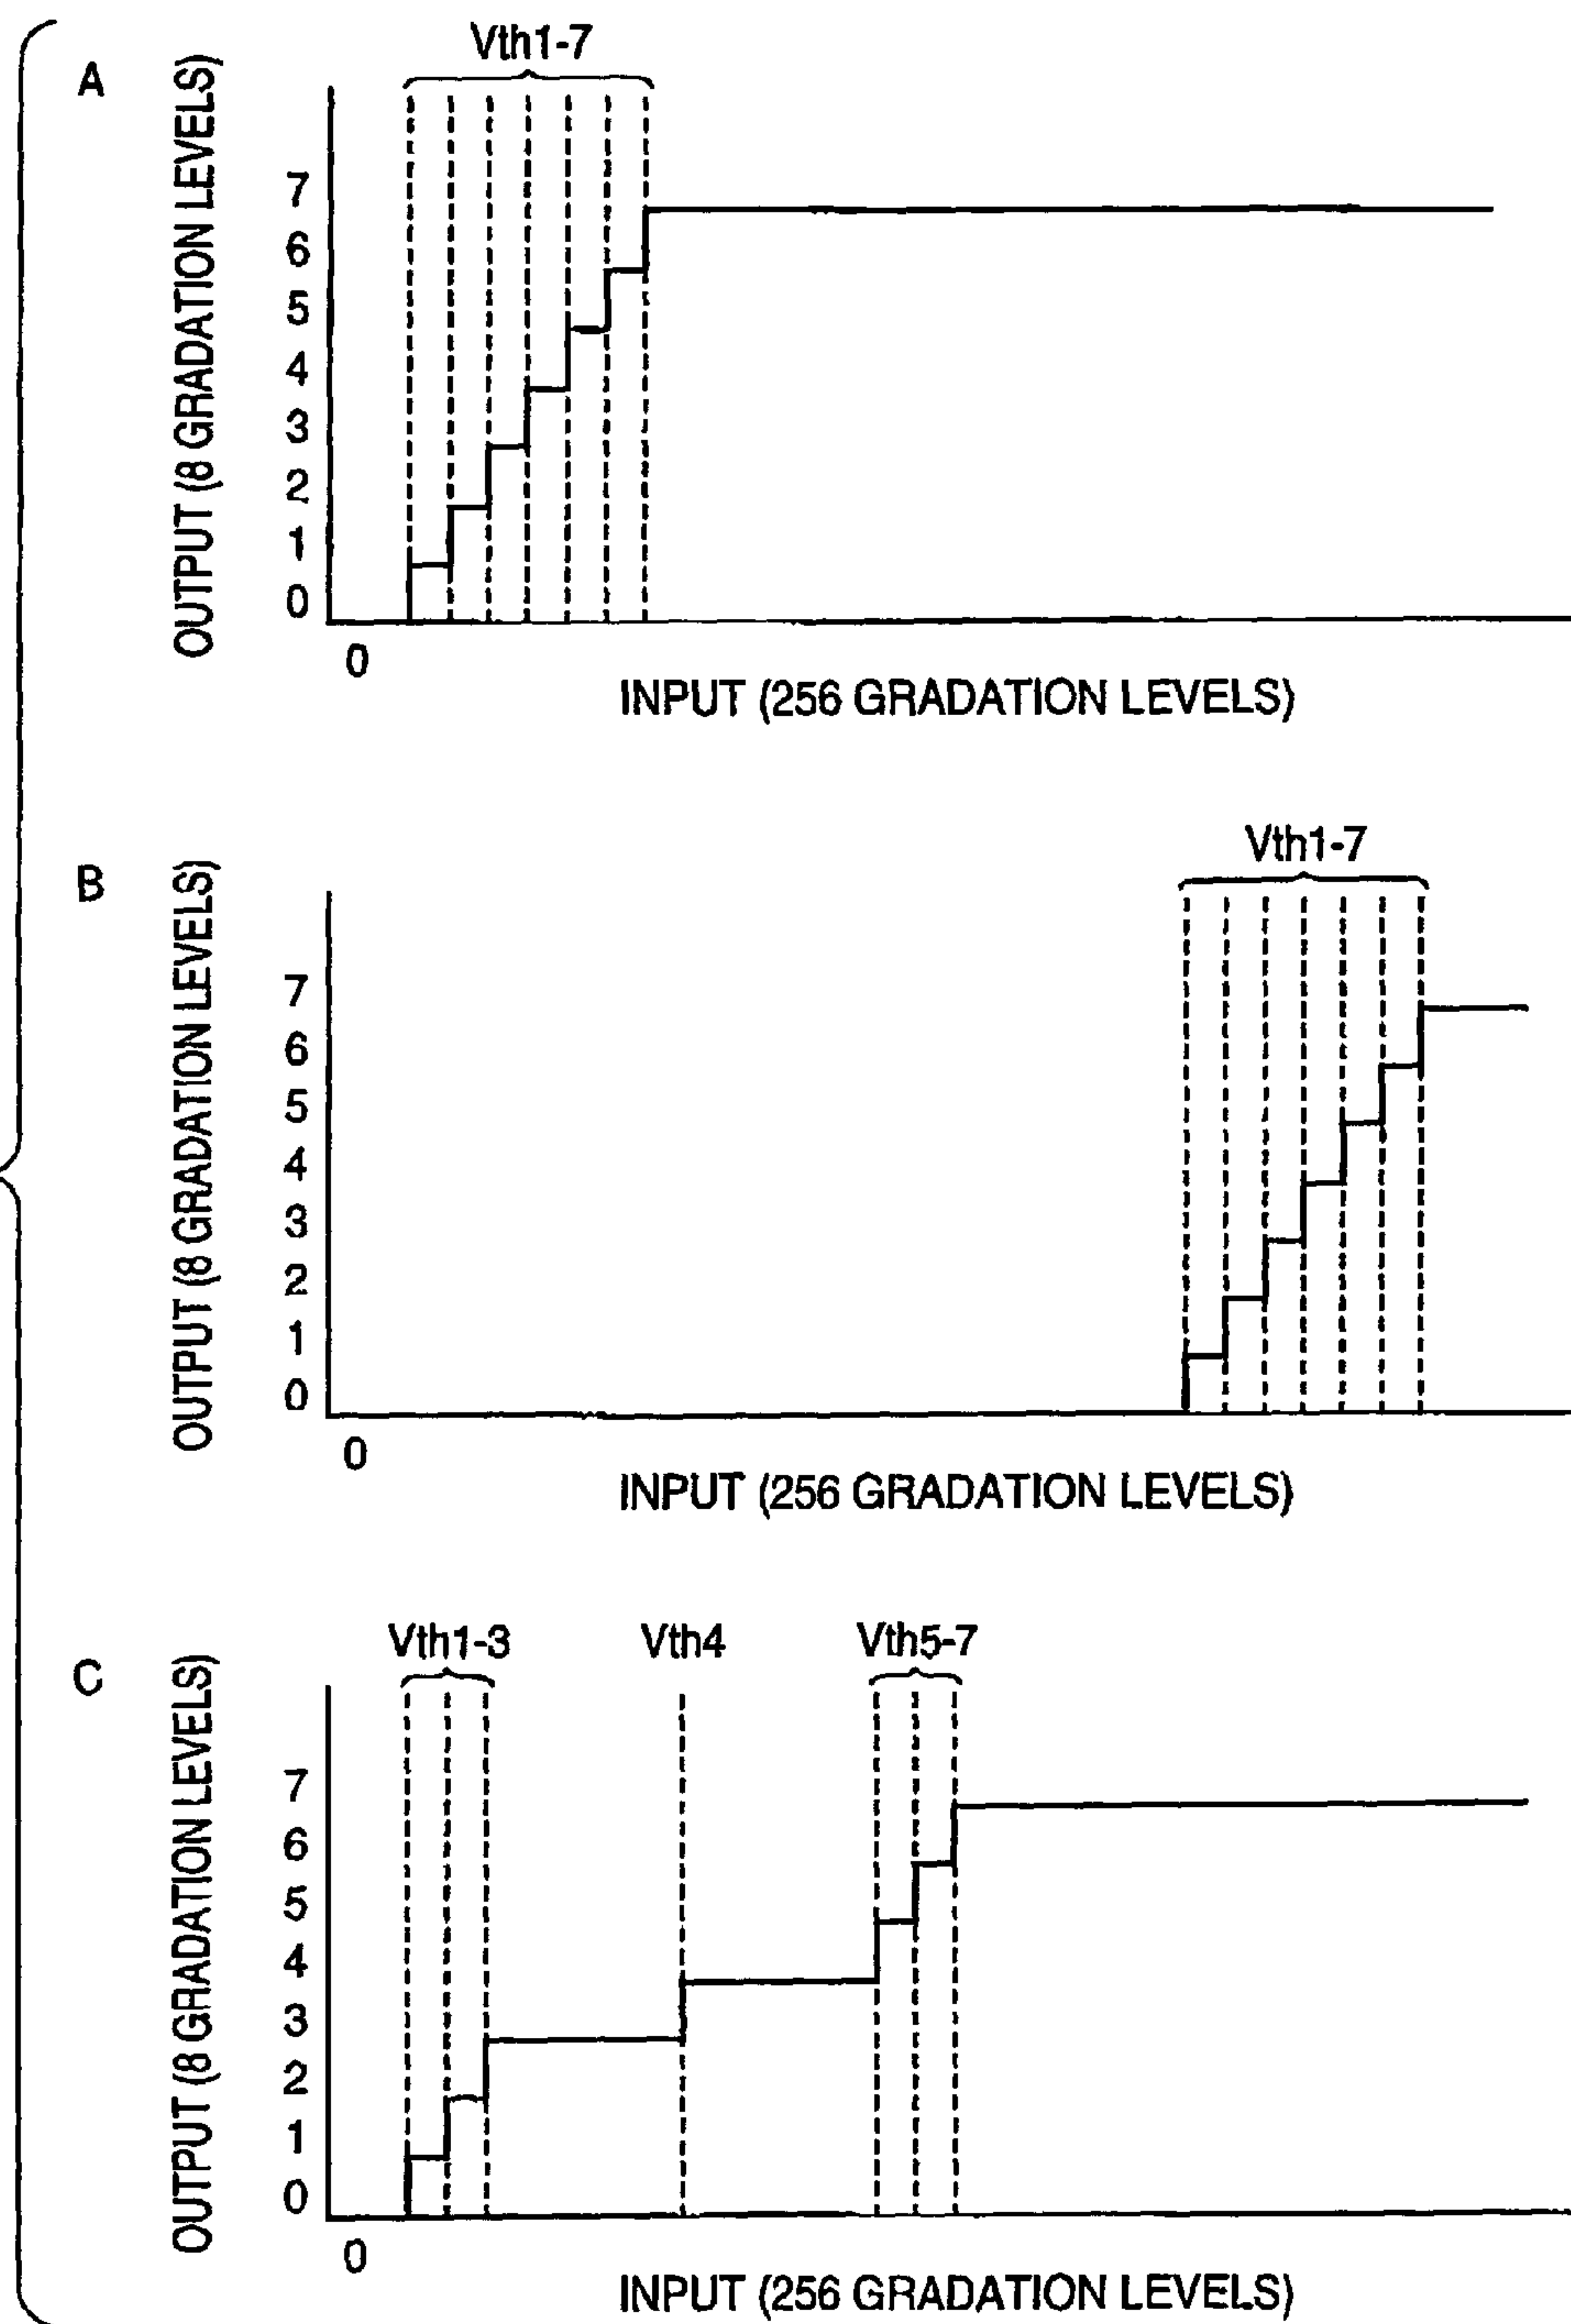 Vth1-7
A
OUTPUT (8 GRADATION LEVELS)
7
6
5
4
3
2
1
0
0
INPUT (256 GRADATION LEVELS)
Vth1-7
B
OUTPUT (8 GRADATION LEVELS)
7
6
5
4
3
2
1
0
0
INPUT (256 GRADATION LEVELS)
Vth1-3 Vth4 Vth5-7
C
OUTPUT (8 GRADATION LEVELS)
7
6
5
4
3
2
1
0
0
INPUT (256 GRADATION LEVELS)